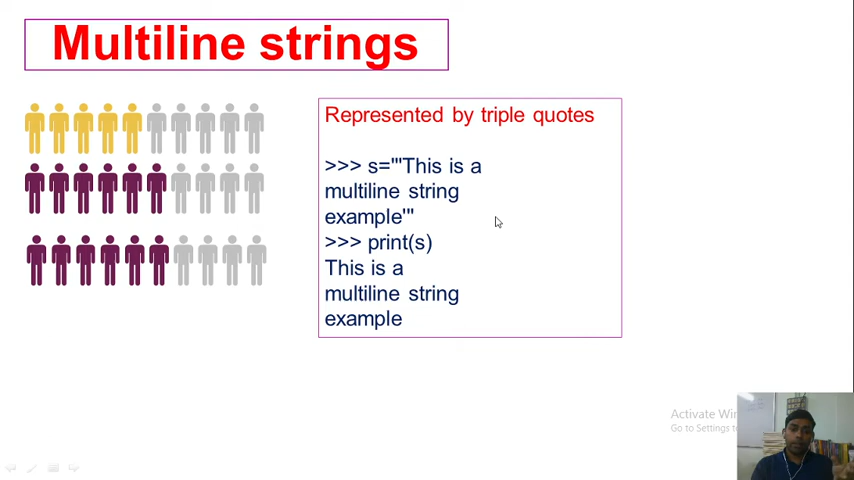 Multiline strings
Represented by triple quotes
>>> s='''This is a
multiline string
example'''
>>> print(s)
This is a
multiline string
example
Activate
Go to Settings